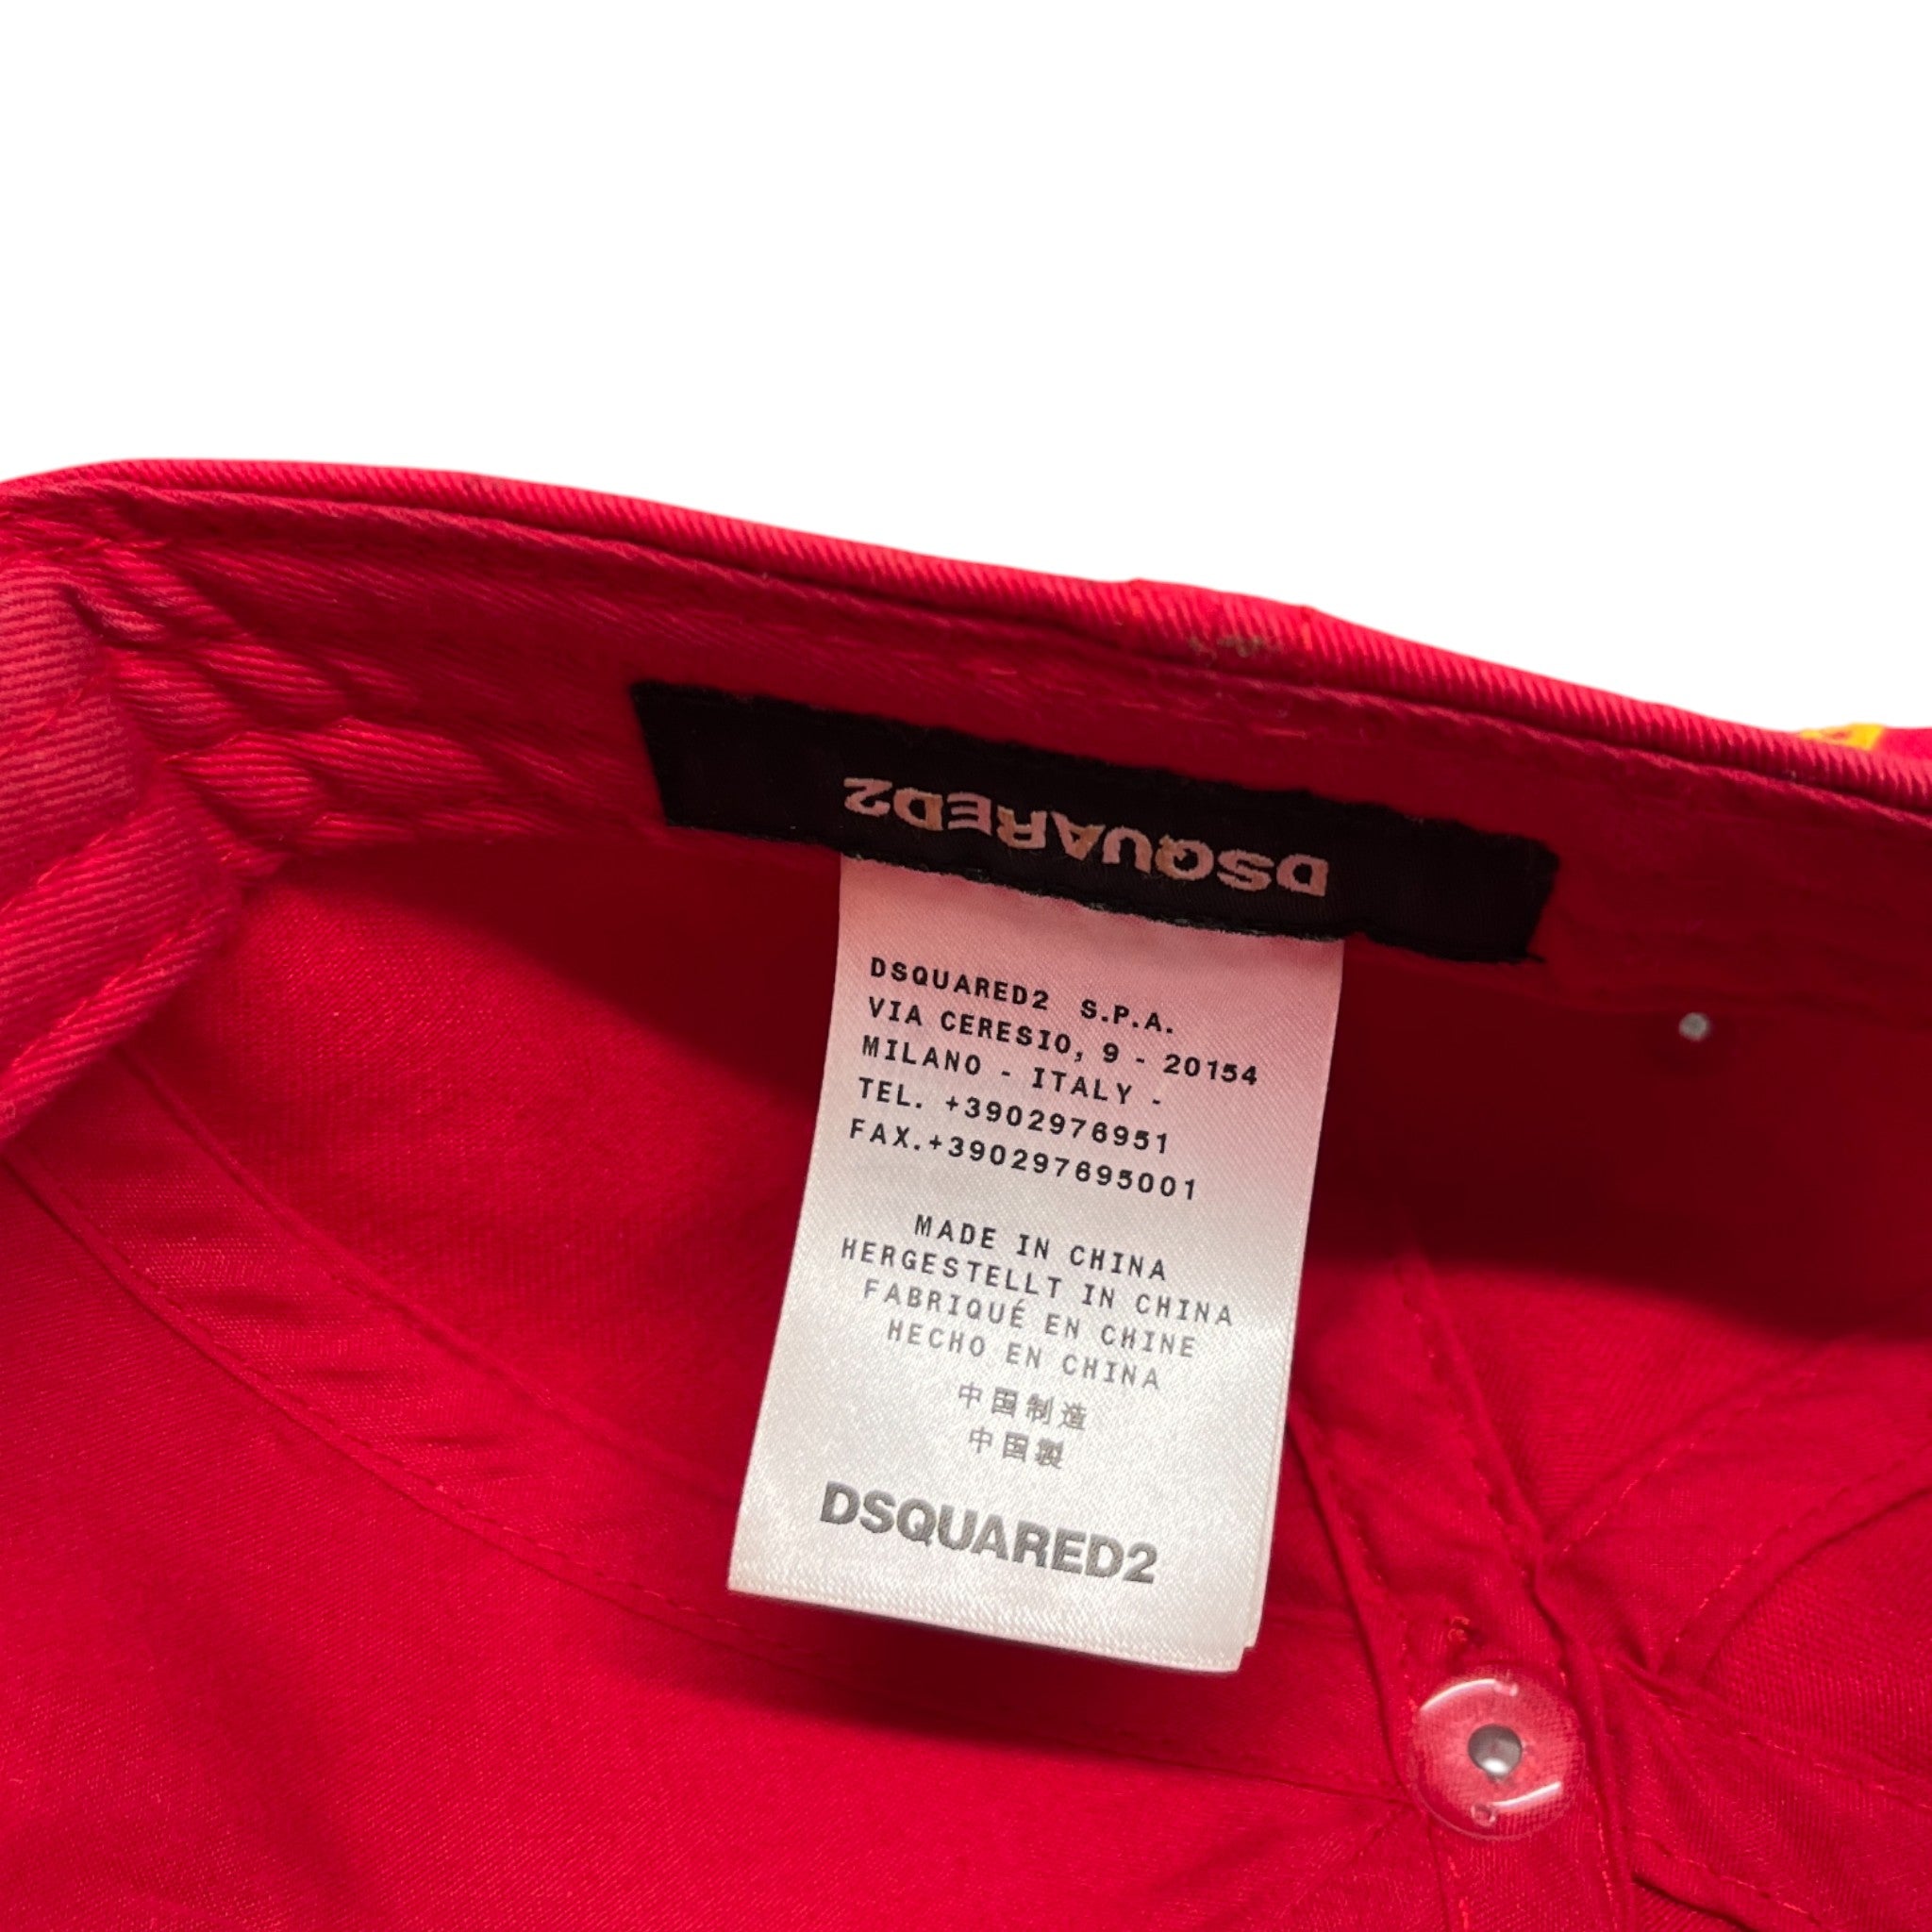 DSQUARED2
DSQUARED2 S.P.A.
VIA CERESIO, 9 - 20154
MILANO - ITALY -
TEL. +3902976951
FAX.+390297695001
MADE IN CHINA
HERGESTELLT IN CHINA
FABRIQUÉ EN CHINE
HECHO EN CHINA
中国制造
中国製
DSQUARED2